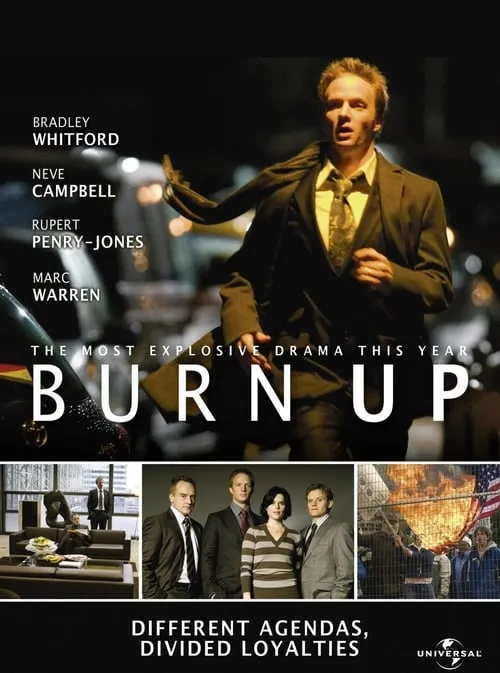 BRADLEY
WHITFORD
NEVE
CAMPBELL
RUPERT
PENRY-JONES
MARC
WARREN
THE MOST EXPLOSIVE DRAMA THIS YEAR
BURN UP
DIFFERENT AGENDAS,
DIVIDED LOYALTIES
UNIVERSAL